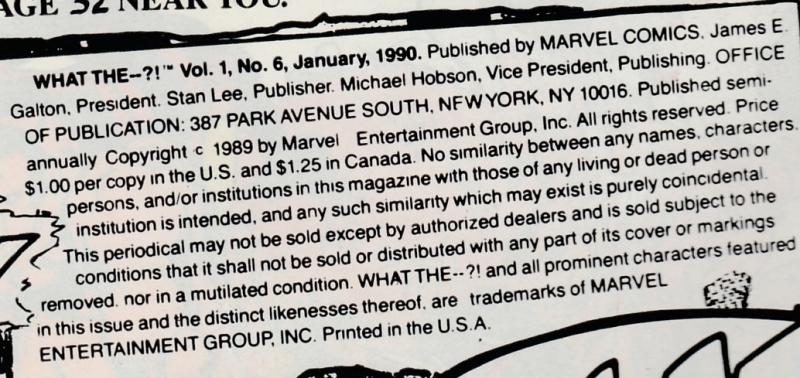 AGE 32 NEAR YOU.
WHAT THE--?!™ Vol. 1, No. 6, January, 1990. Published by MARVEL COMICS, James E.
Galton, President. Stan Lee, Publisher. Michael Hobson, Vice President, Publishing. OFFICE
OF PUBLICATION: 387 PARK AVENUE SOUTH, NEW YORK, NY 10016. Published semi-
annually Copyright c 1989 by Marvel Entertainment Group, Inc. All rights reserved. Price
$1.00 per copy in the U.S. and $1.25 in Canada. No similarity between any names, characters,
persons, and/or institutions in this magazine with those of any living or dead person or
institution is intended, and any such similarity which may exist is purely coincidental.
This periodical may not be sold except by authorized dealers and is sold subject to the
conditions that it shall not be sold or distributed with any part of its cover or markings
removed. nor in a mutilated condition. WHAT THE--?! and all prominent characters featured
in this issue and the distinct likenesses thereof, are trademarks of MARVEL
ENTERTAINMENT GROUP, INC. Printed in the U.S.A.